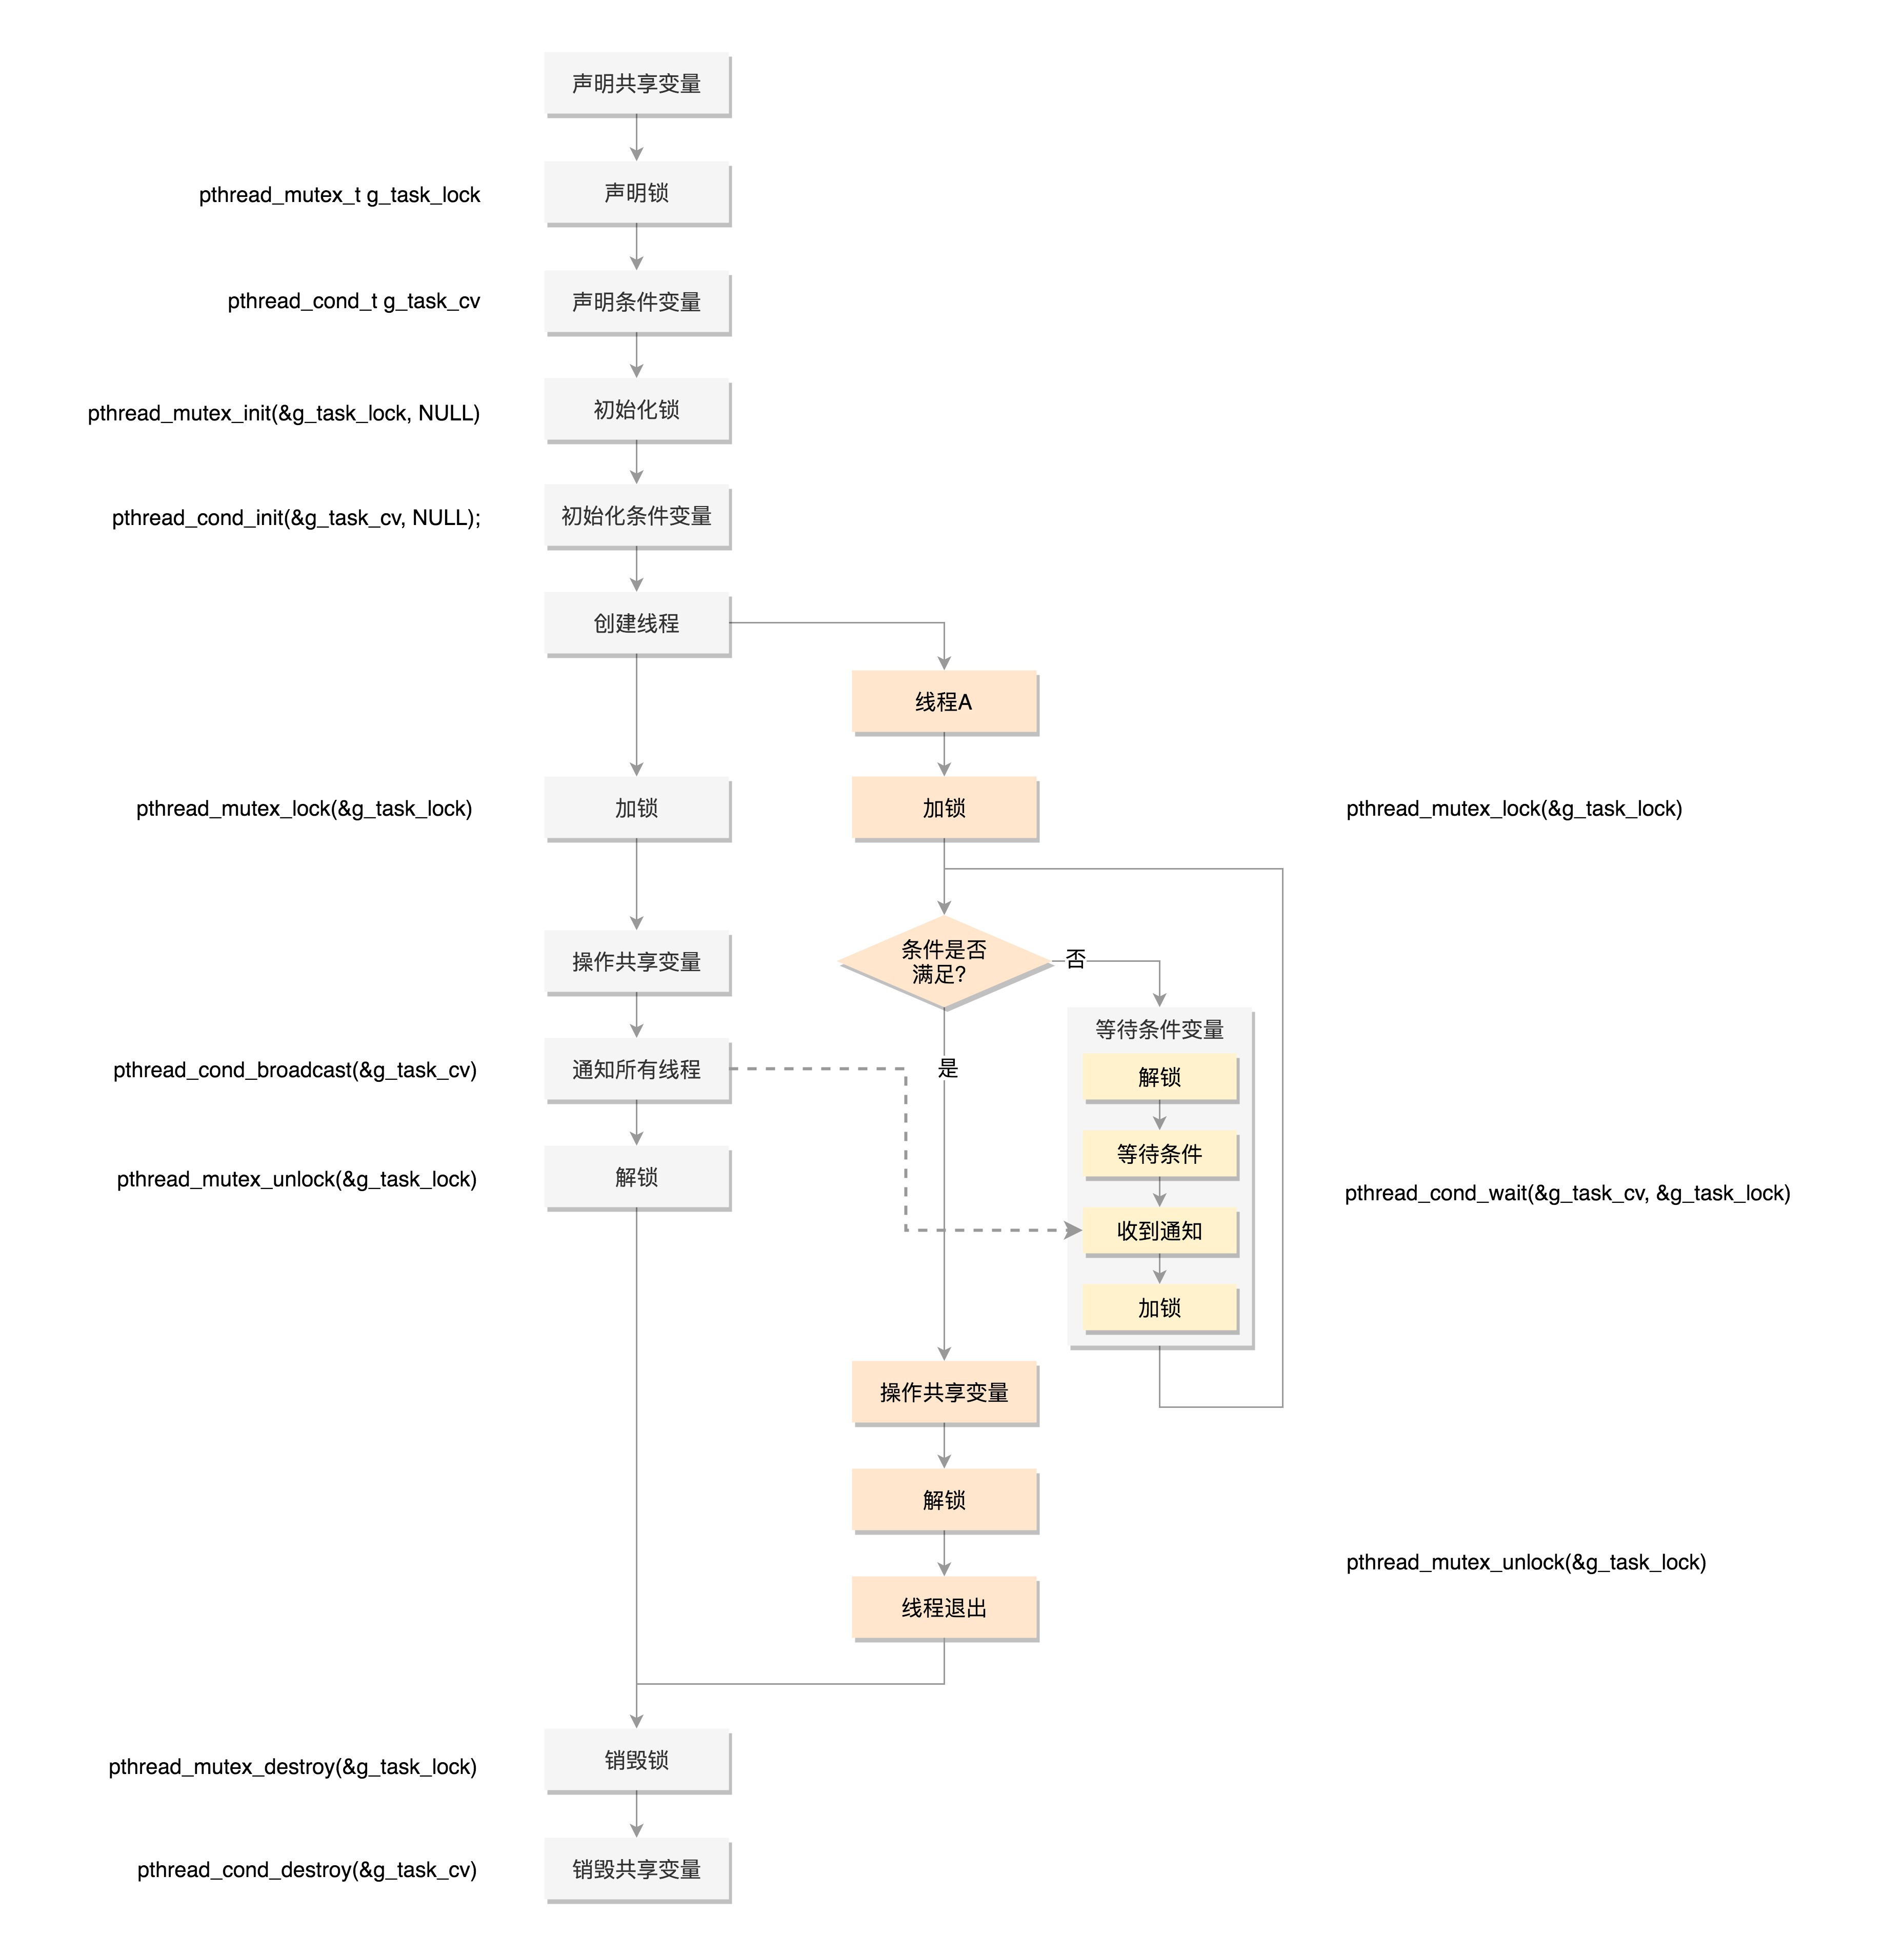 声明共享变量
pthread_mutex_t g_task_lock
声明锁
pthread_cond_t g_task_cv
声明条件变量
pthread_mutex_init(&g_task_lock, NULL)
初始化锁
pthread_cond_init(&g_task_cv, NULL);
初始化条件变量
创建线程
线程A
pthread_mutex_lock(&g_task_lock)
加锁
加锁
pthread_mutex_lock(&g_task_lock)
操作共享变量
条件是否
满足?
否
等待条件变量
pthread_cond_broadcast(&g_task_cv)
通知所有线程
是
解锁
等待条件
pthread_mutex_unlock(&g_task_lock)
解锁
pthread_cond_wait(&g_task_cv, &g_task_lock)
收到通知
加锁
操作共享变量
解锁
pthread_mutex_unlock(&g_task_lock)
线程退出
pthread_mutex_destroy(&g_task_lock)
销毁锁
pthread_cond_destroy(&g_task_cv)
销毁共享变量